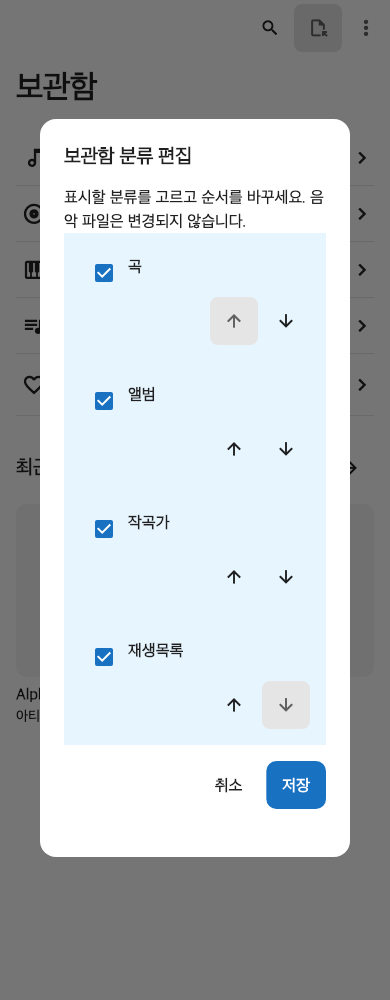 보관함
보관함 분류 편집
표시할 분류를 고르고 순서를 바꾸세요. 음
악 파일은 변경되지 않습니다.
곡
앨범
작곡가
재생목록
최근
Alpl
아티
취소
저장